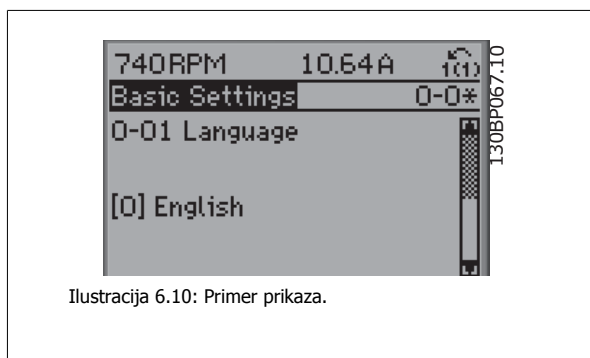 740RPM 10.64A 1(1)
Basic Settings 0-0*
0-01 Language
[0] English
130BP067.10
Ilustracija 6.10: Primer prikaza.